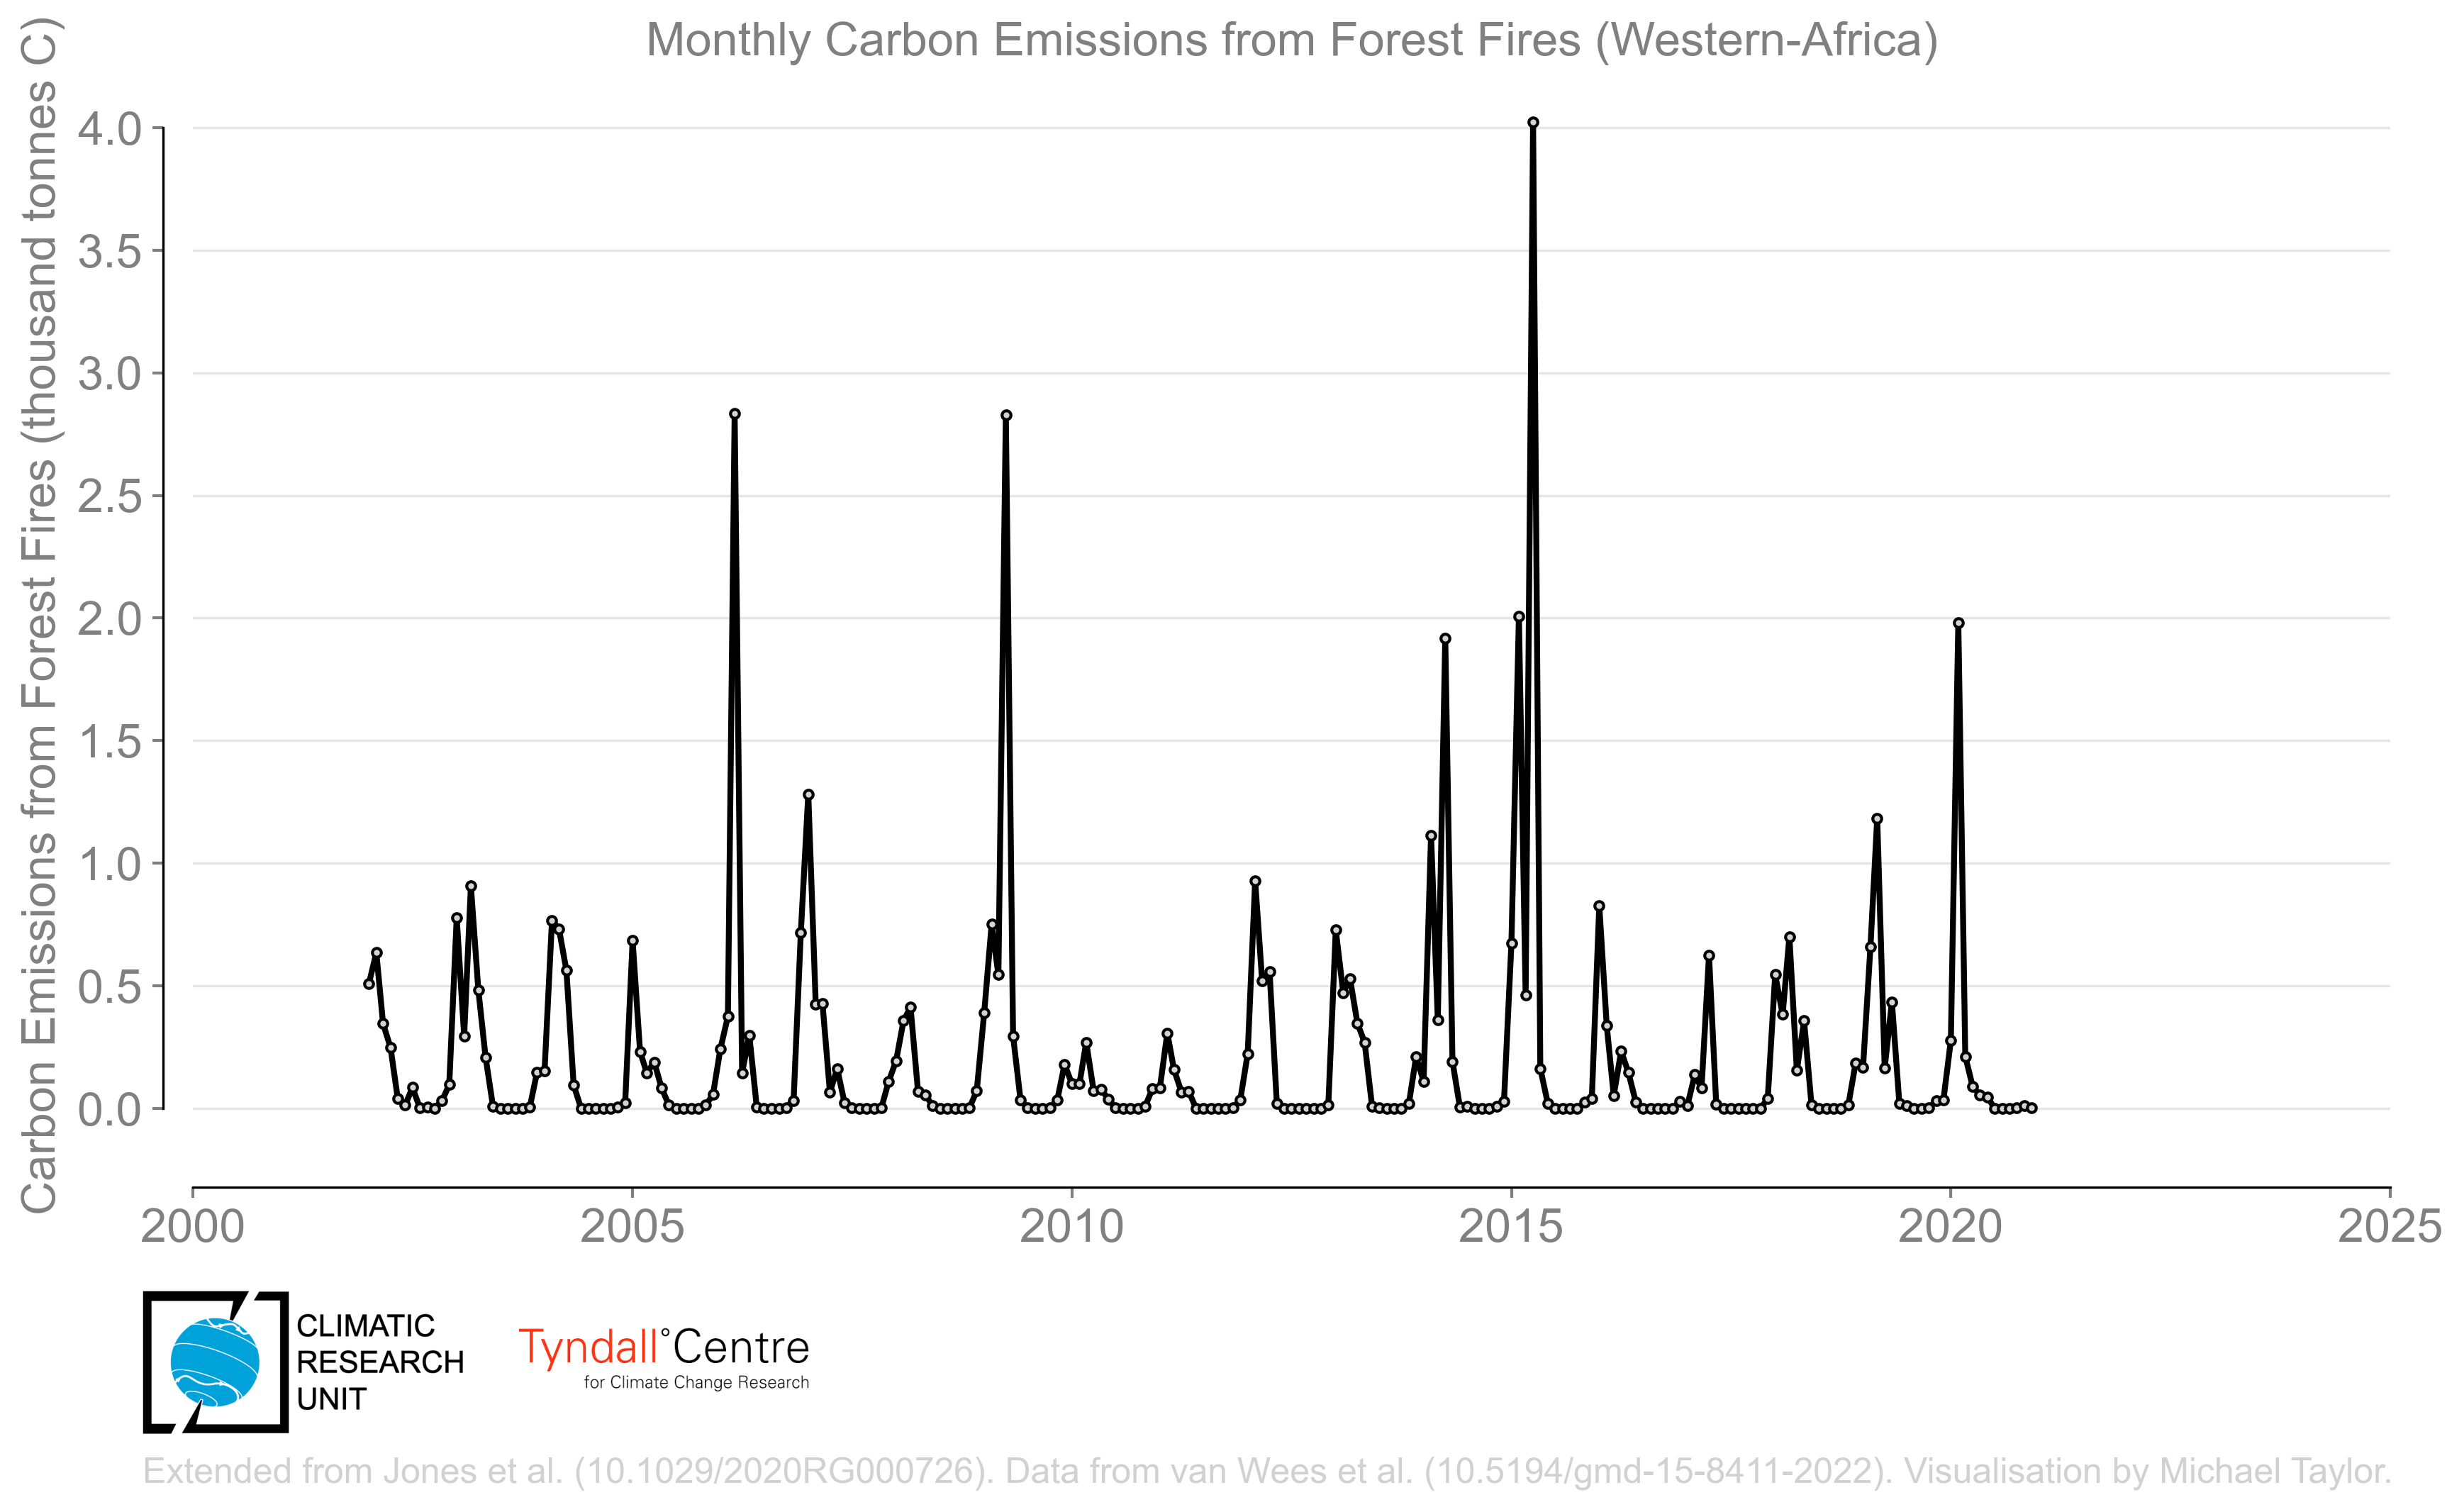 Monthly Carbon Emissions from Forest Fires (Western-Africa)
Carbon Emissions from Forest Fires (thousand tonnes C)
4.0
3.5
3.0
2.5
2.0
1.5
1.0
0.5
0.0
2000 2005 2010 2015 2020 2025
CLIMATIC
RESEARCH
UNIT
Tyndall°Centre
for Climate Change Research
Extended from Jones et al. (10.1029/2020RG000726). Data from van Wees et al. (10.5194/gmd-15-8411-2022). Visualisation by Michael Taylor.